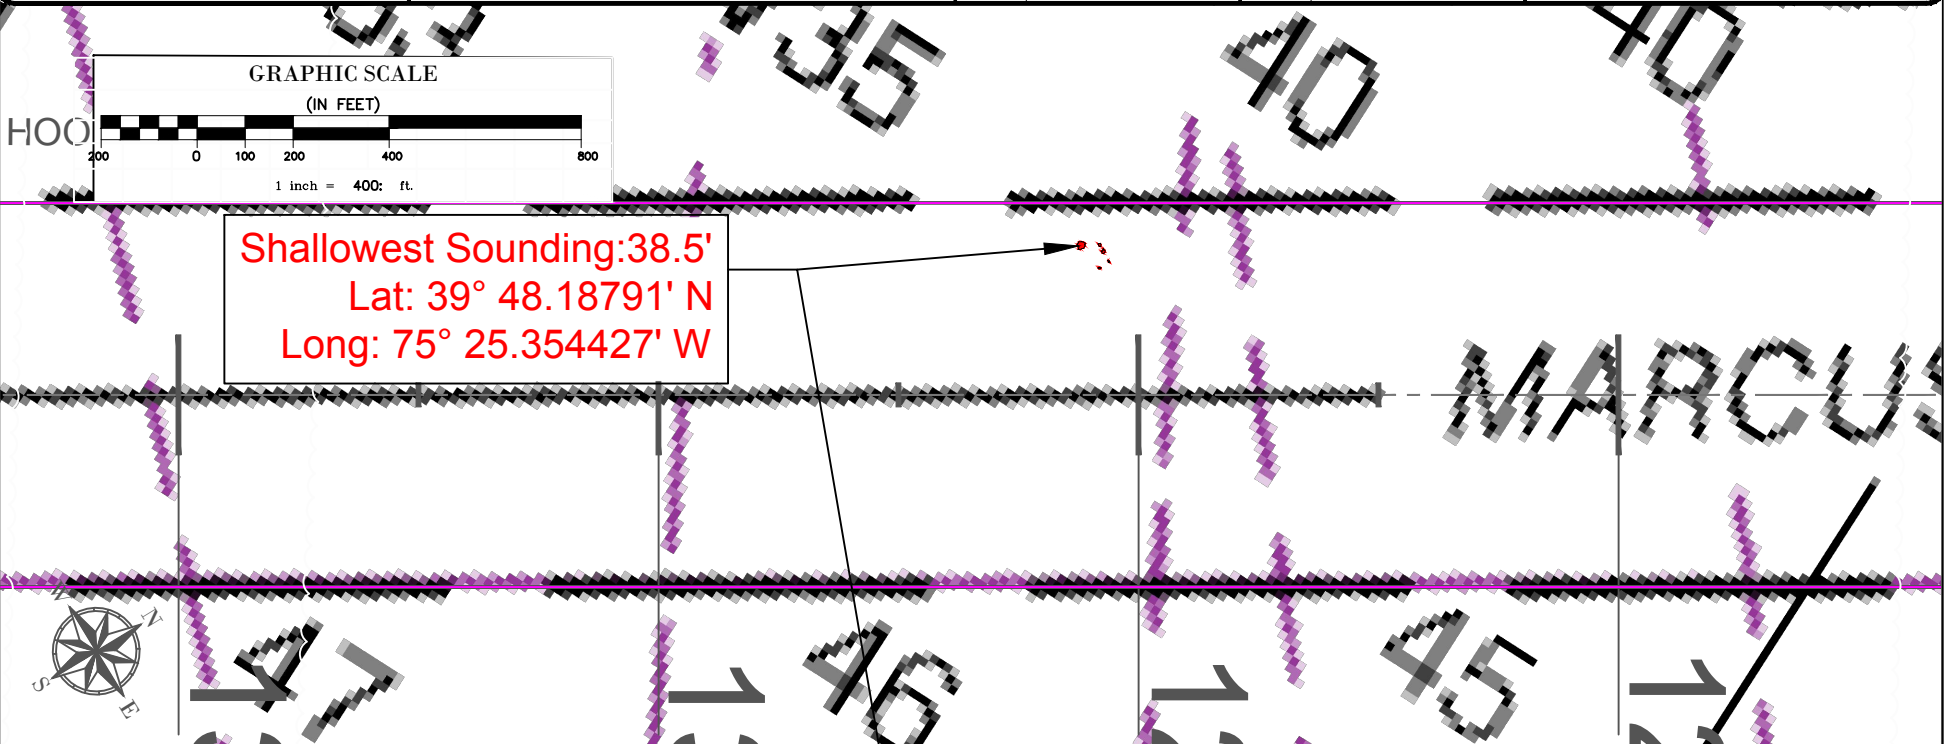 35
40
40
GRAPHIC SCALE
(IN FEET)
HOO
200 0 100 200 400 800
1 inch = 400: ft.
Shallowest Sounding:38.5'
Lat: 39° 48.18791' N
Long: 75° 25.354427' W
MARCUS
N
S
E
47
46
45